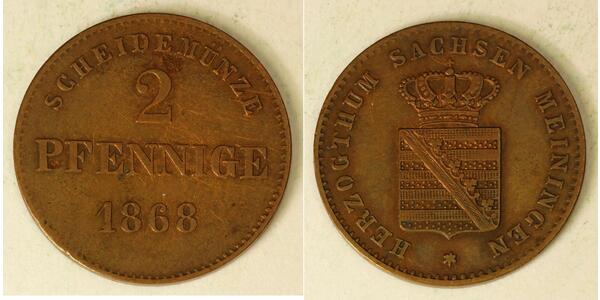 SCHEIDEMÜNZE
2
PFENNIGE
1868
HERZOGTHUM SACHSEN MEININGEN